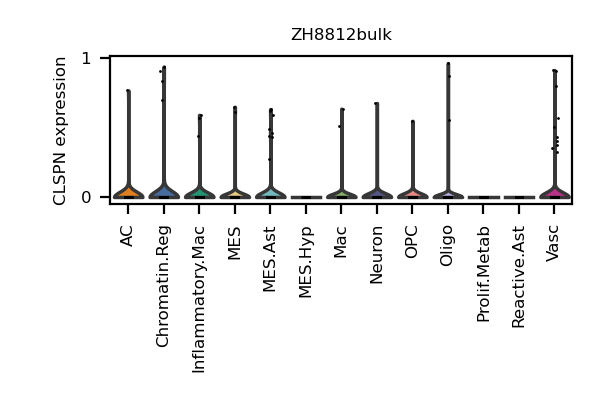 ZH8812bulk
CLSPN expression
1
0
AC
Chromatin.Reg
Inflammatory.Mac
MES
MES.Ast
MES.Hyp
Mac
Neuron
OPC
Oligo
Prolif.Metab
Reactive.Ast
Vasc